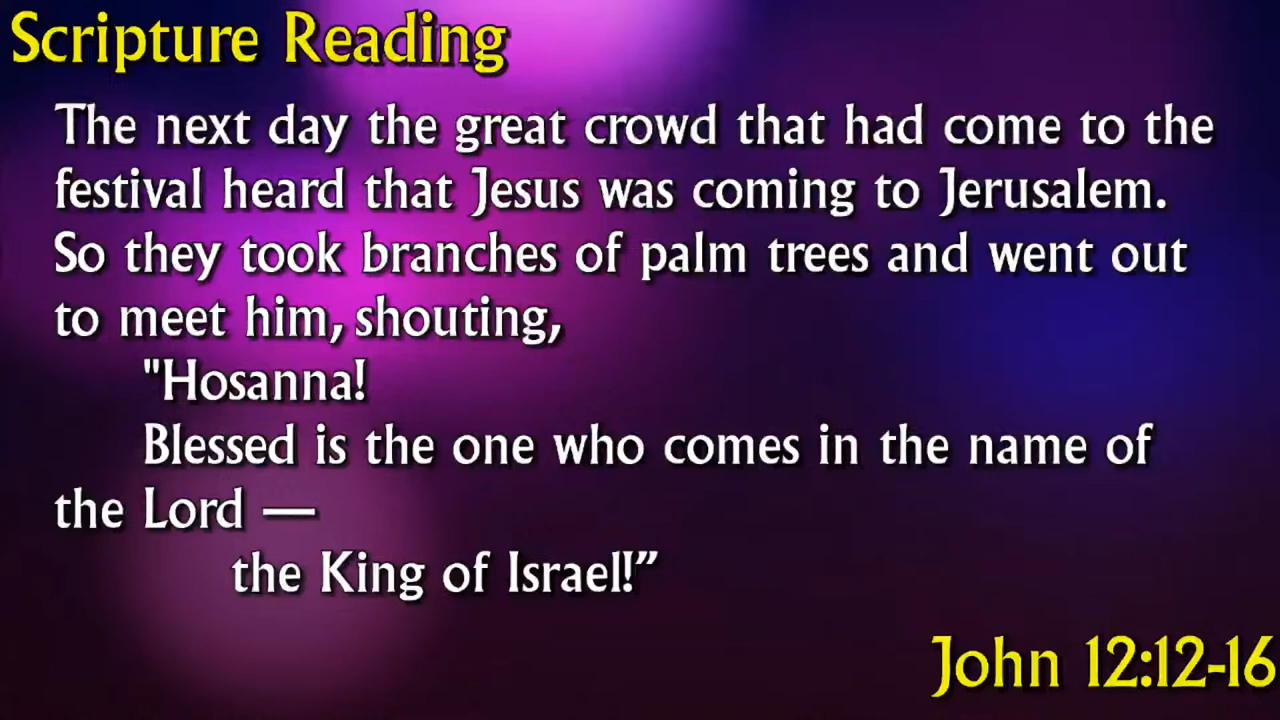 Scripture Reading
The next day the great crowd that had come to the
festival heard that Jesus was coming to Jerusalem.
So they took branches of palm trees and went out
to meet him, shouting,
"Hosanna!
Blessed is the one who comes in the name of
the Lord —
the King of Israel!”
John 12:12-16